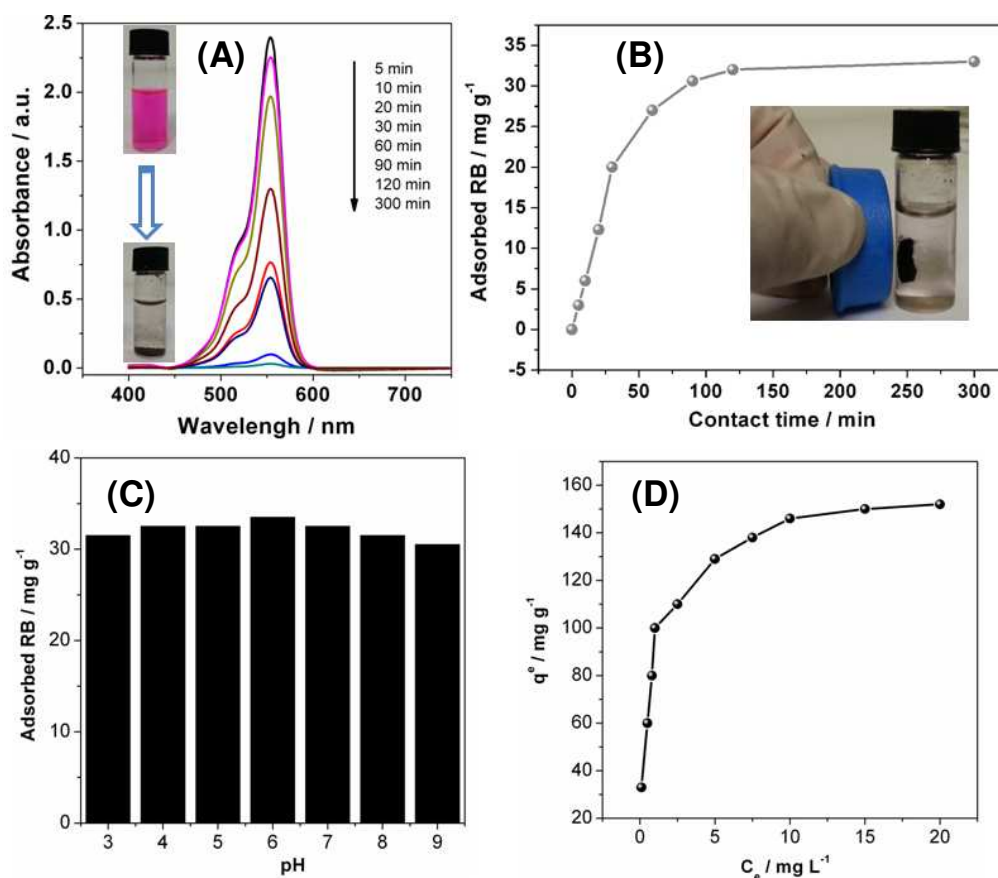 (A)
2.5
2.0
1.5
1.0
0.5
0.0
Absorbance / a.u.
5 min
10 min
20 min
30 min
60 min
90 min
120 min
300 min
400 500 600 700
Wavelengh / nm
(B)
35
30
25
20
15
10
5
0
-5
Adsorbed RB / mg g⁻¹
0 50 100 150 200 250 300
Contact time / min
(C)
40
30
20
10
0
Adsorbed RB / mg g⁻¹
3 4 5 6 7 8 9
pH
(D)
160
140
120
100
80
60
40
20
qᵉ / mg g⁻¹
0 5 10 15 20
Cₑ / mg L⁻¹